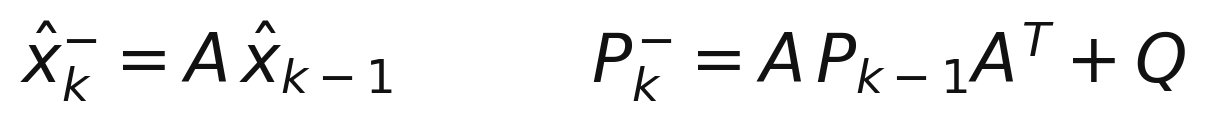 x̂ₖ⁻ = A x̂ₖ₋₁ Pₖ⁻ = A Pₖ₋₁Aᵀ + Q